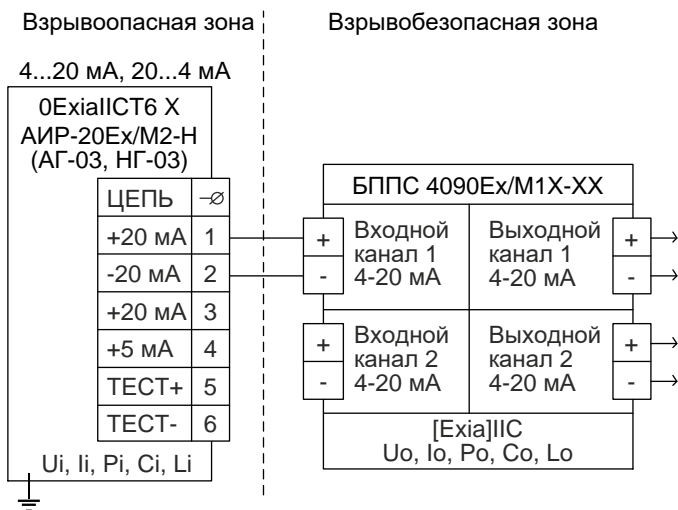 Взрывоопасная зона
Взрывобезопасная зона
4...20 мА, 20...4 мА
0ExiaIICT6 X
АИР-20Ex/М2-Н
(АГ-03, НГ-03)
ЦЕПЬ
+20 мА 1
-20 мА 2
+20 мА 3
+5 мА 4
ТЕСТ+ 5
ТЕСТ- 6
Ui, Ii, Pi, Ci, Li
БППС 4090Ex/М1Х-ХХ
+ Входной Выходной +
канал 1 канал 1
- 4-20 мА 4-20 мА -
+ Входной Выходной +
канал 2 канал 2
- 4-20 мА 4-20 мА -
[Exia]IIC
Uo, Io, Po, Co, Lo